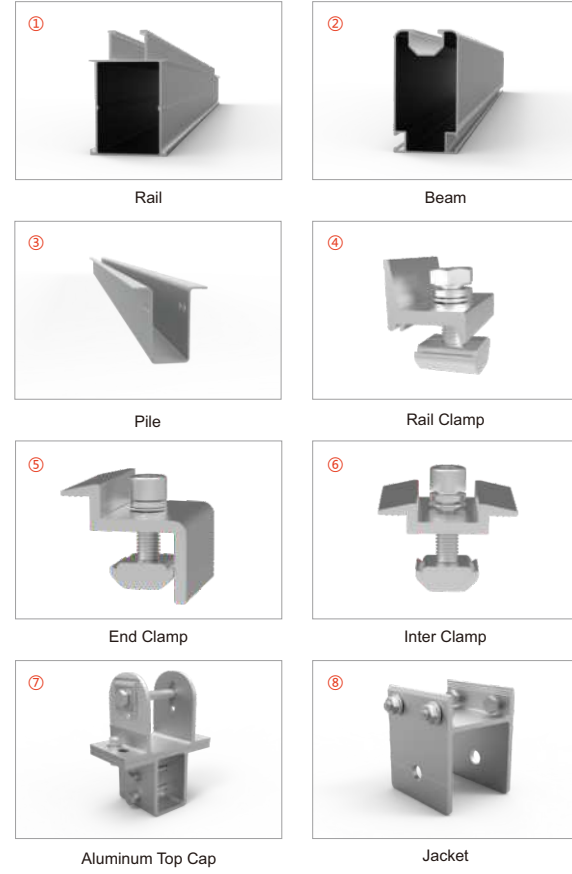 ① ②
Rail Beam
③ ④
Pile Rail Clamp
⑤ ⑥
End Clamp Inter Clamp
⑦ ⑧
Aluminum Top Cap Jacket